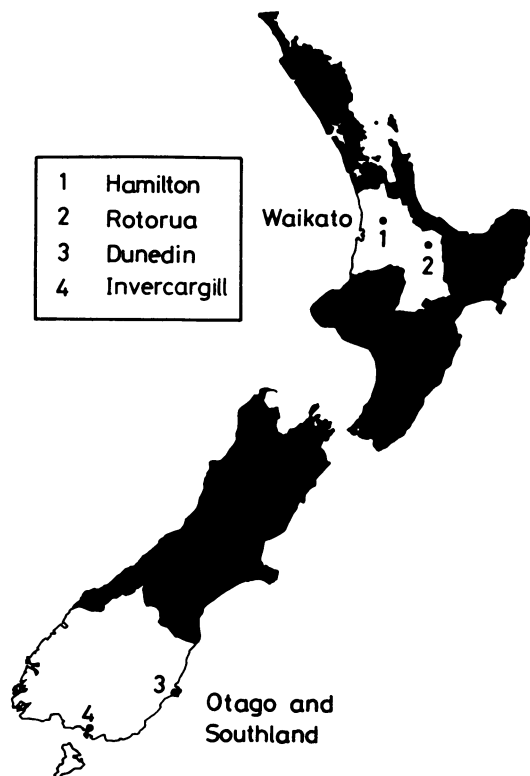 1 Hamilton
2 Rotorua
3 Dunedin
4 Invercargill
Waikato
1
2
3
4
Otago and
Southland